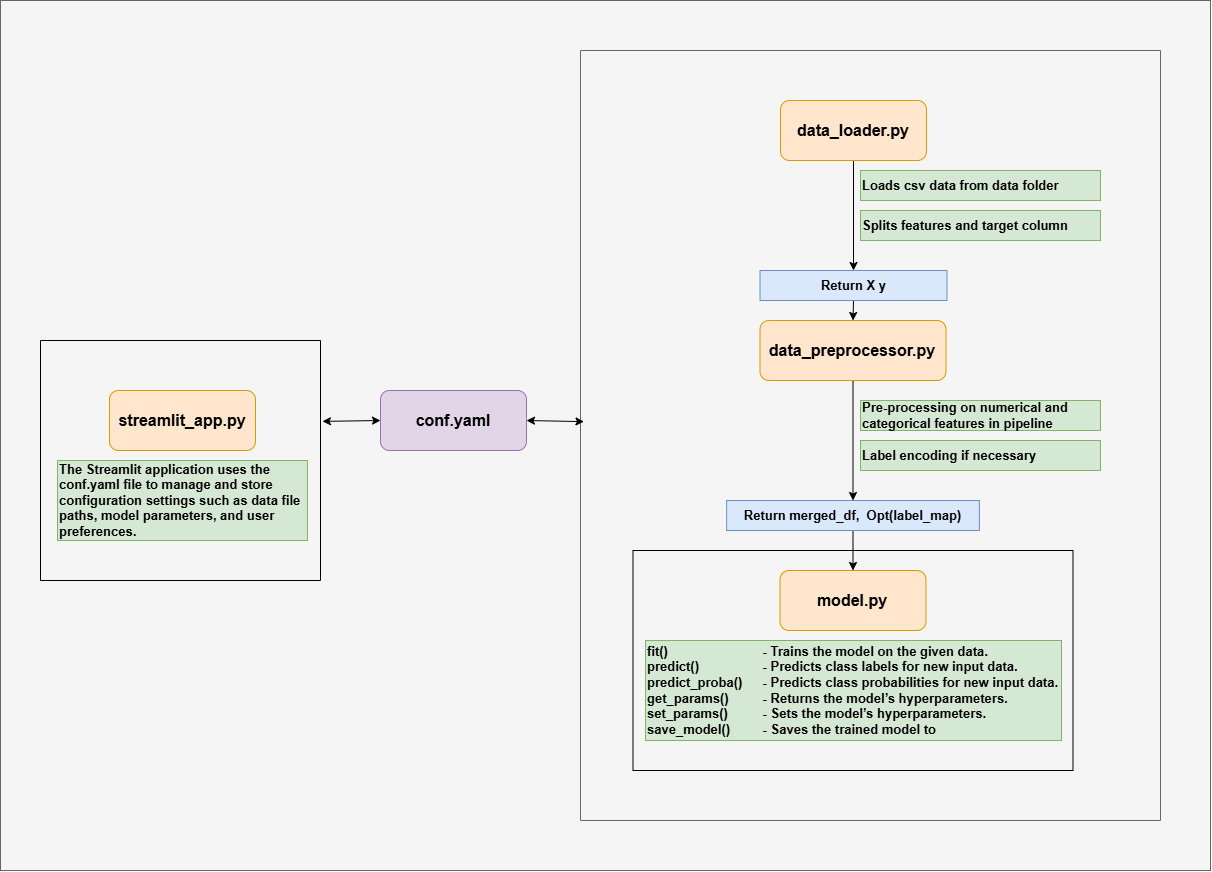 data_loader.py
Loads csv data from data folder
Splits features and target column
Return X y
data_preprocessor.py
Pre-processing on numerical and
categorical features in pipeline
Label encoding if necessary
Return merged_df,  Opt(label_map)
streamlit_app.py
The Streamlit application uses the
conf.yaml file to manage and store
configuration settings such as data file
paths, model parameters, and user
preferences.
conf.yaml
model.py
fit() - Trains the model on the given data.
predict() - Predicts class labels for new input data.
predict_proba() - Predicts class probabilities for new input data.
get_params() - Returns the model’s hyperparameters.
set_params() - Sets the model’s hyperparameters.
save_model() - Saves the trained model to